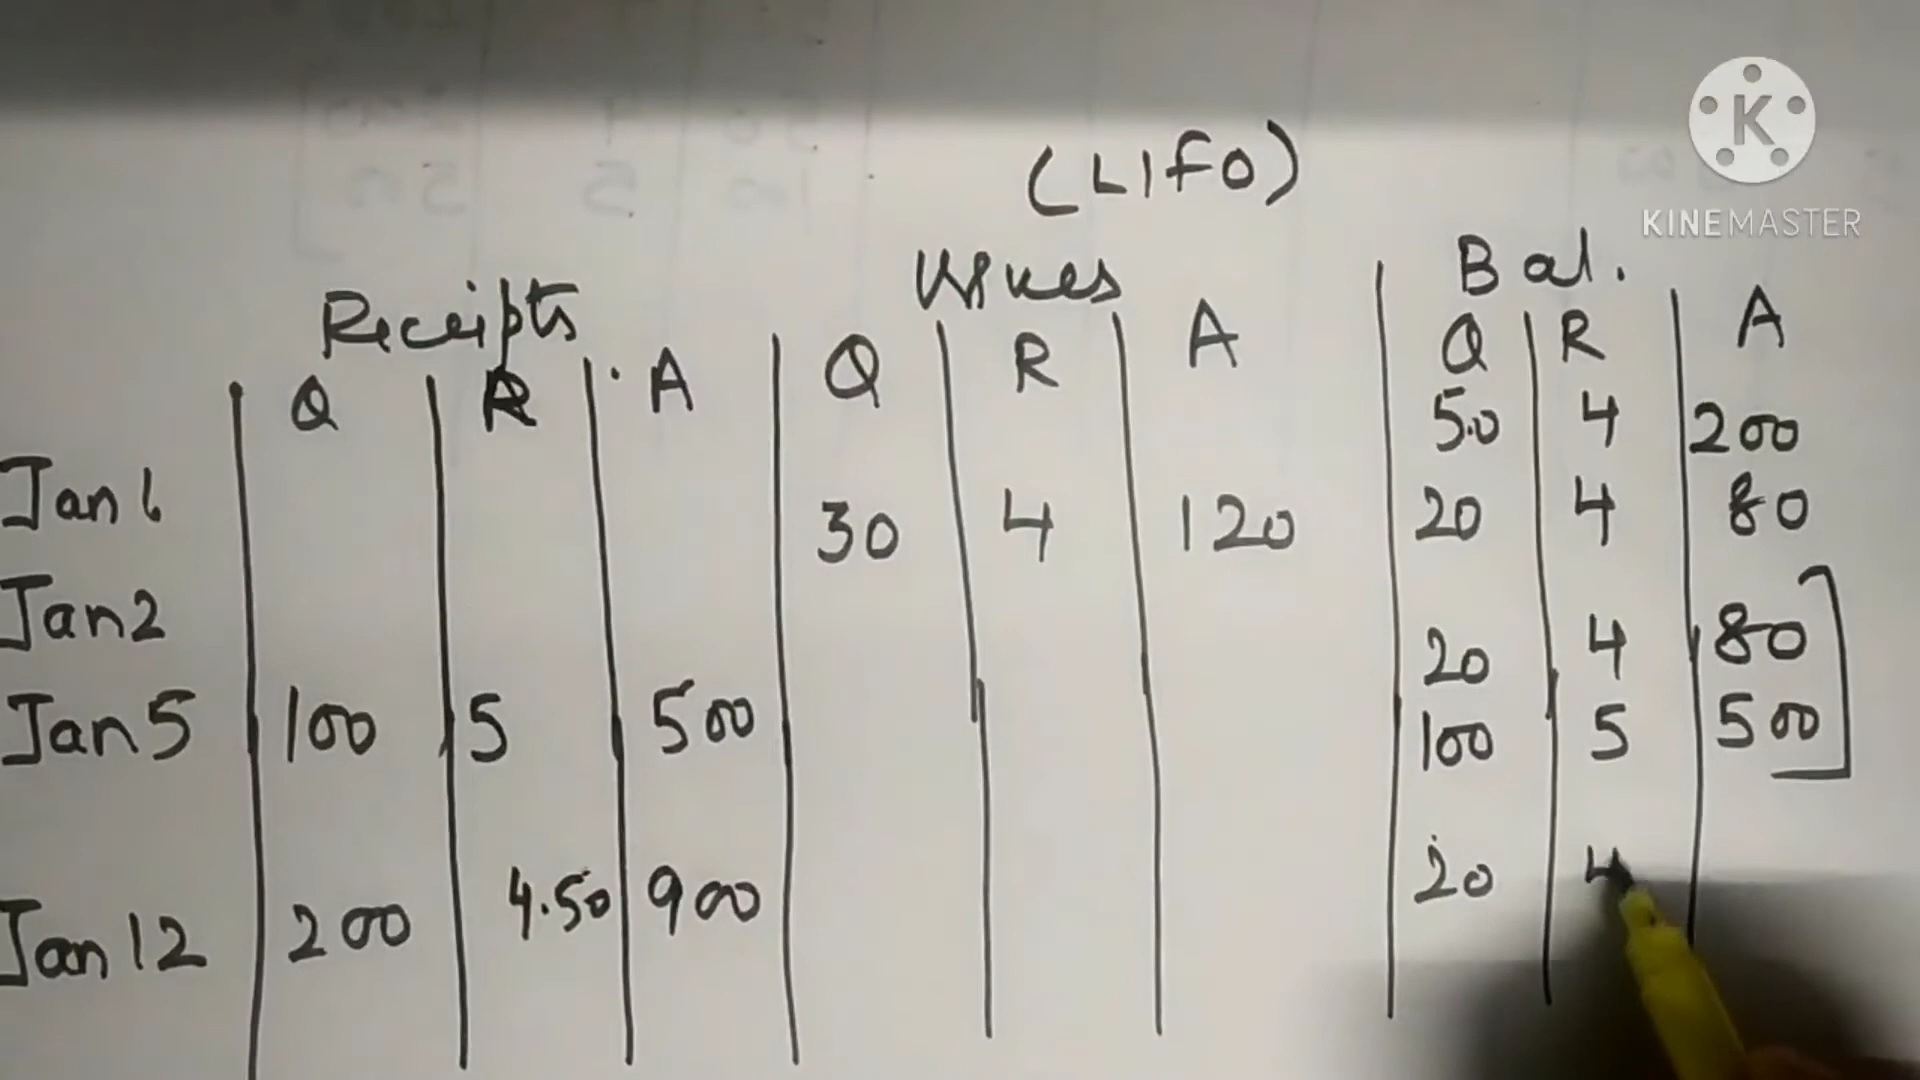 (LIFO)
KINEMASTER
Receipts Issues Bal.
Q R A Q R A Q R A
50 4 200
Jan 1 30 4 120 20 4 80
Jan 2
20 4 80
Jan 5 100 5 500 100 5 500
20 4
Jan 12 200 4.50 900